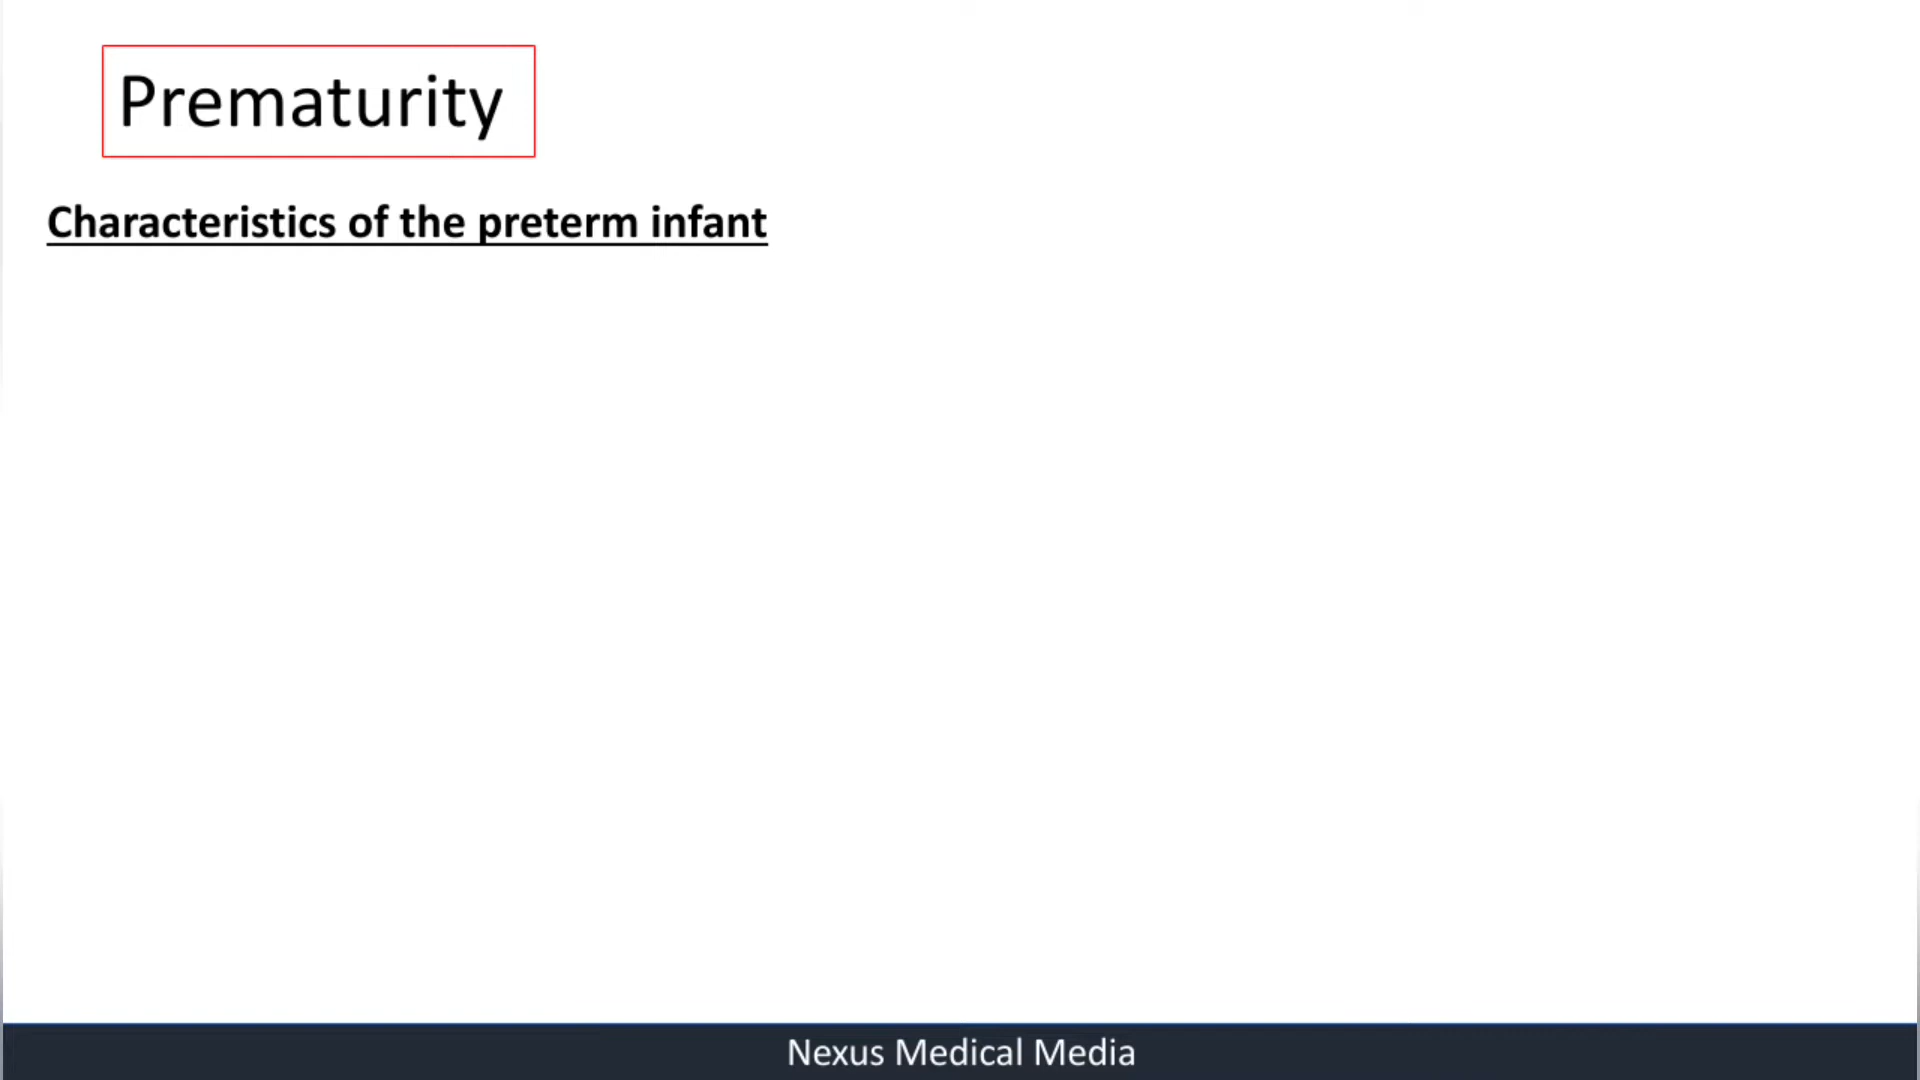 Prematurity
Characteristics of the preterm infant
Nexus Medical Media